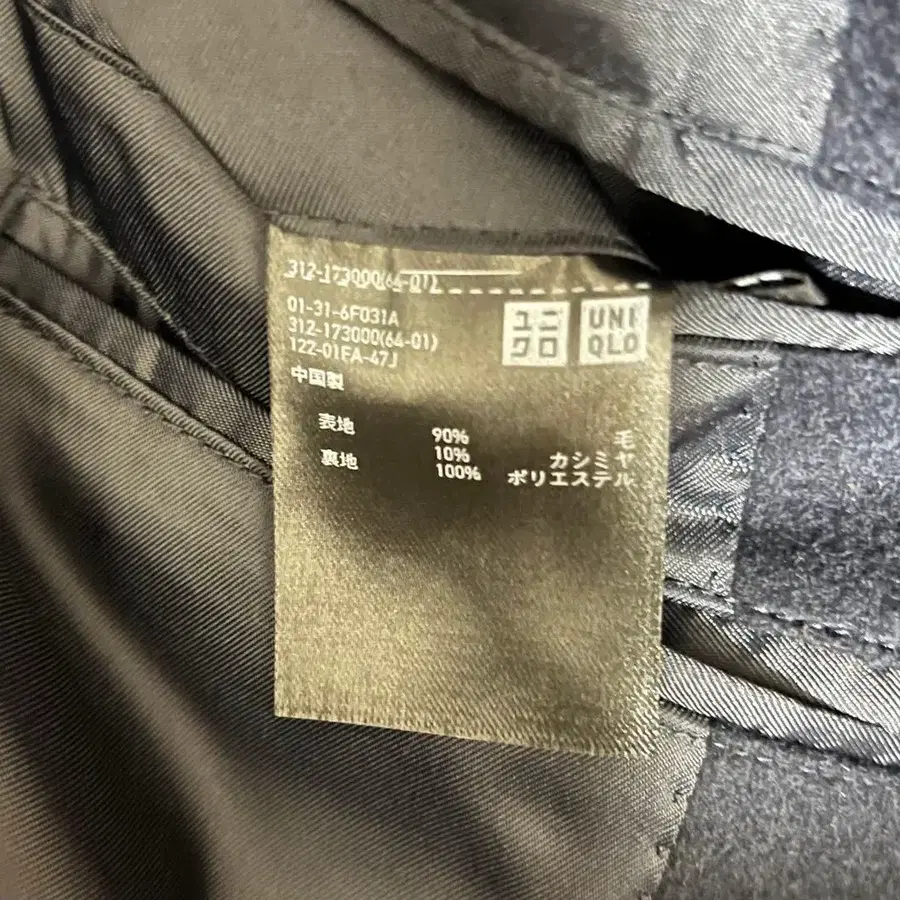 312-173000(64-01)
01-31-6F031A
312-173000(64-01)
122-01FA-47J
中国製
ユニ
クロ
UNI
QLO
表地 90% 毛
10% カシミヤ
裏地 100% ポリエステル